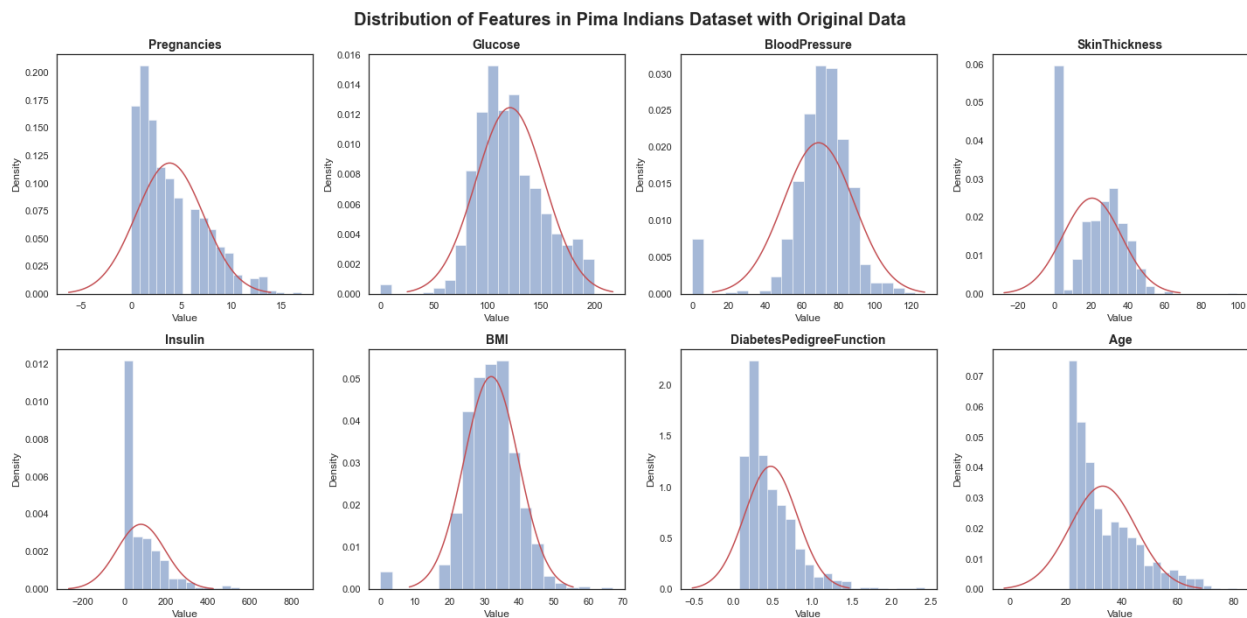 Distribution of Features in Pima Indians Dataset with Original Data
Pregnancies
0.200
0.175
0.150
0.125
0.100
0.075
0.050
0.025
0.000
Density
−5 0 5 10 15
Value
Glucose
0.016
0.014
0.012
0.010
0.008
0.006
0.004
0.002
0.000
Density
0 50 100 150 200
Value
BloodPressure
0.030
0.025
0.020
0.015
0.010
0.005
0.000
Density
0 20 40 60 80 100 120
Value
SkinThickness
0.06
0.05
0.04
0.03
0.02
0.01
0.00
Density
−20 0 20 40 60 80 100
Value
Insulin
0.012
0.010
0.008
0.006
0.004
0.002
0.000
Density
−200 0 200 400 600 800
Value
BMI
0.05
0.04
0.03
0.02
0.01
0.00
Density
0 10 20 30 40 50 60 70
Value
DiabetesPedigreeFunction
2.0
1.5
1.0
0.5
0.0
Density
−0.5 0.0 0.5 1.0 1.5 2.0 2.5
Value
Age
0.07
0.06
0.05
0.04
0.03
0.02
0.01
0.00
Density
0 20 40 60 80
Value